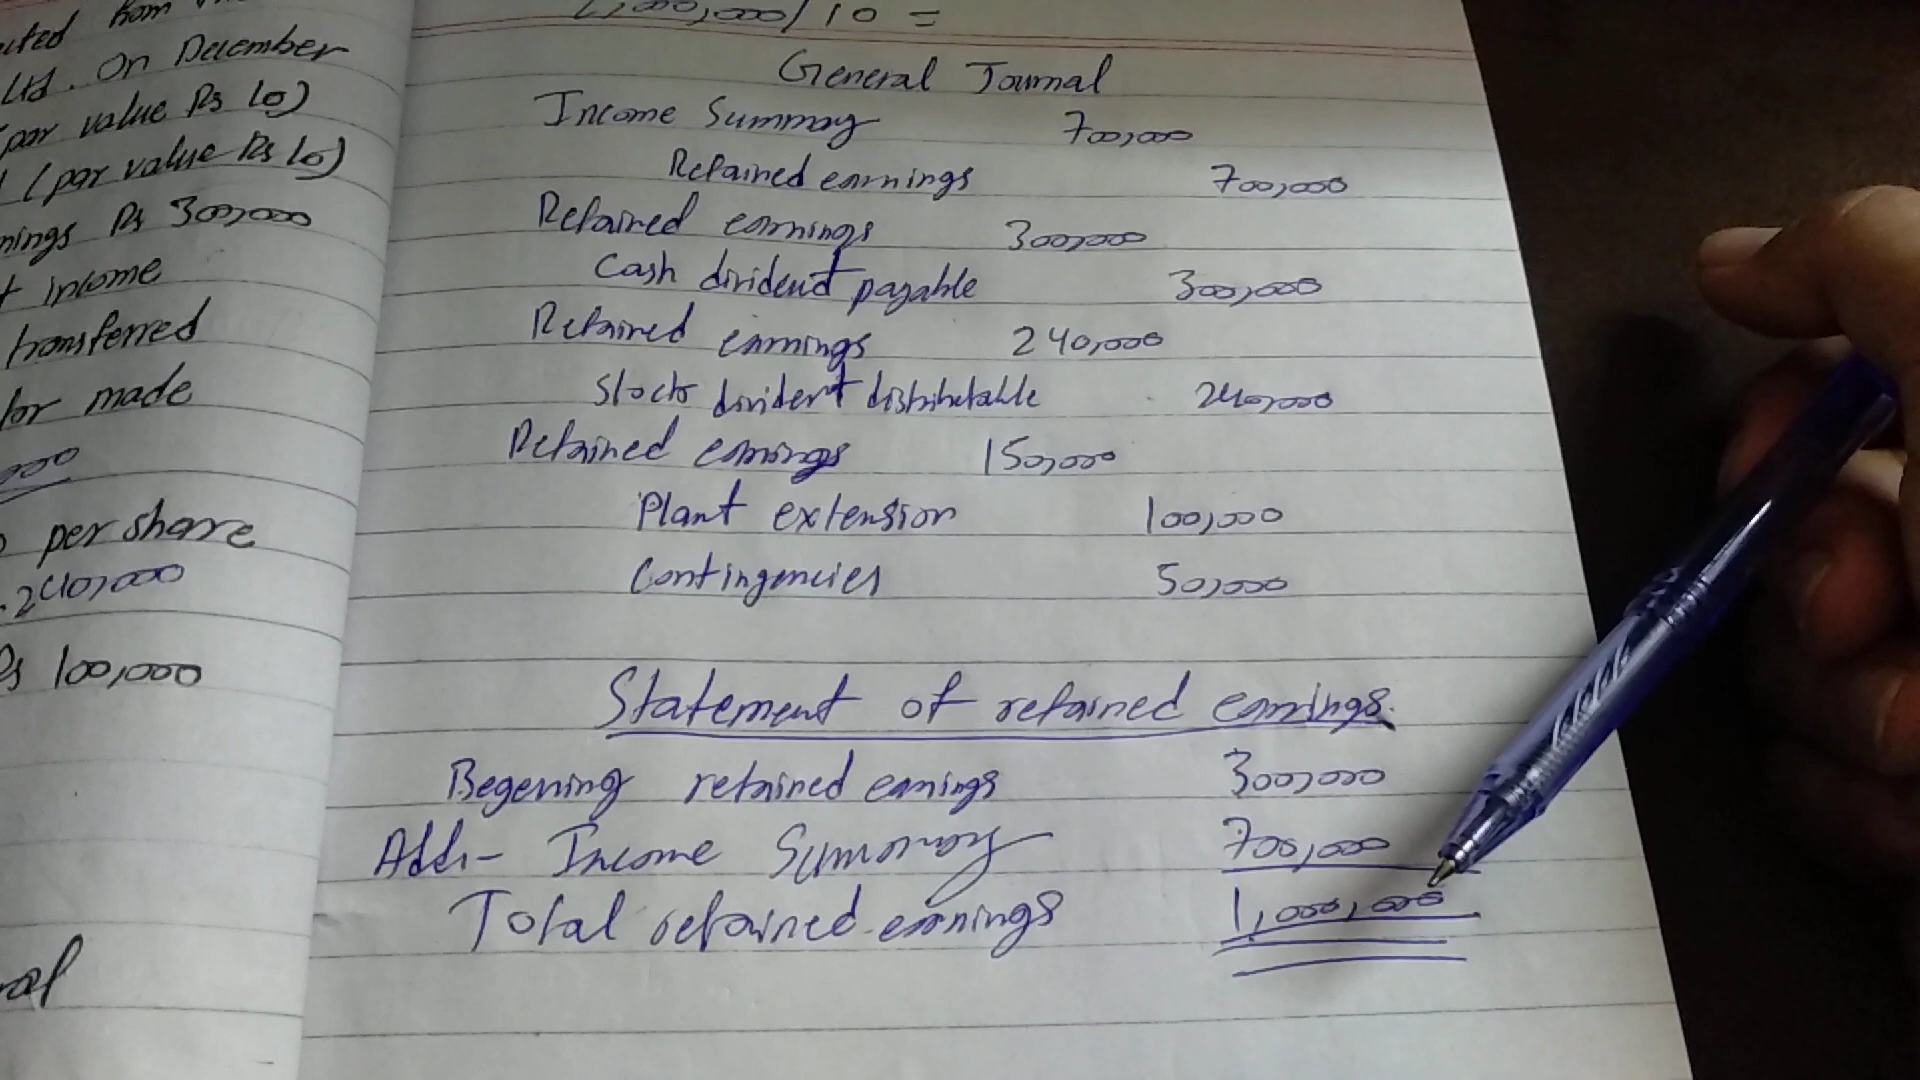 Ltd. On December
par value Rs 10)
(par value Rs 10)
Rs 300,000
income
transferred
for made
per share
240,000
Rs 100,000
/10 =
General Journal
Income Summary 700,000
Retained earnings 700,000
Retained earnings 300,000
Cash dividend payable 300,000
Retained earnings 240,000
Stock divident distributable 240,000
Retained earnings 150,000
Plant extension 100,000
Contingencies 50,000
Statement of retained earnings.
Begening retained earnings 300,000
Add:- Income Summary 700,000
Total retained earnings 1,000,000